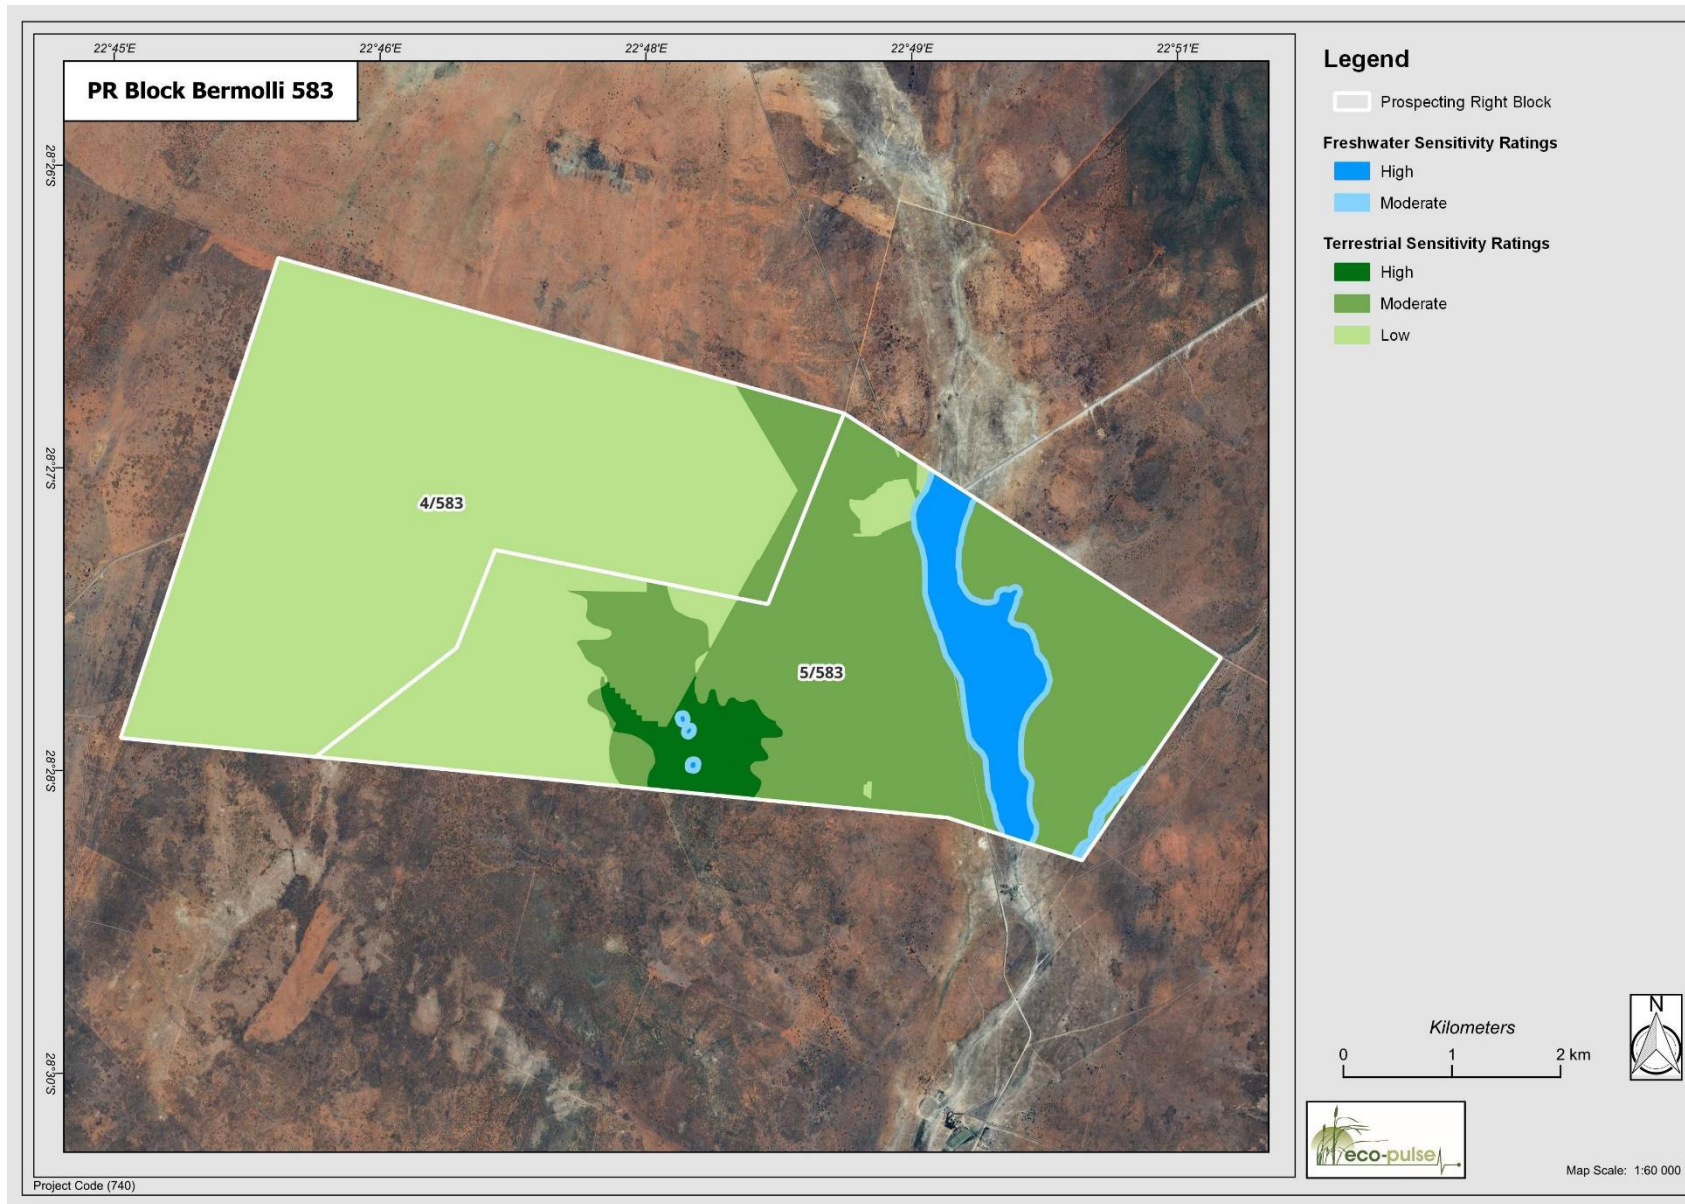 22°45'E
22°46'E
22°48'E
22°49'E
22°51'E
PR Block Bermolli 583
28°26'S
28°27'S
28°28'S
28°30'S
4/583
5/583
Legend
Prospecting Right Block
Freshwater Sensitivity Ratings
High
Moderate
Terrestrial Sensitivity Ratings
High
Moderate
Low
N
Kilometers
0 1 2 km
eco-pulse
Map Scale: 1:60 000
Project Code (740)